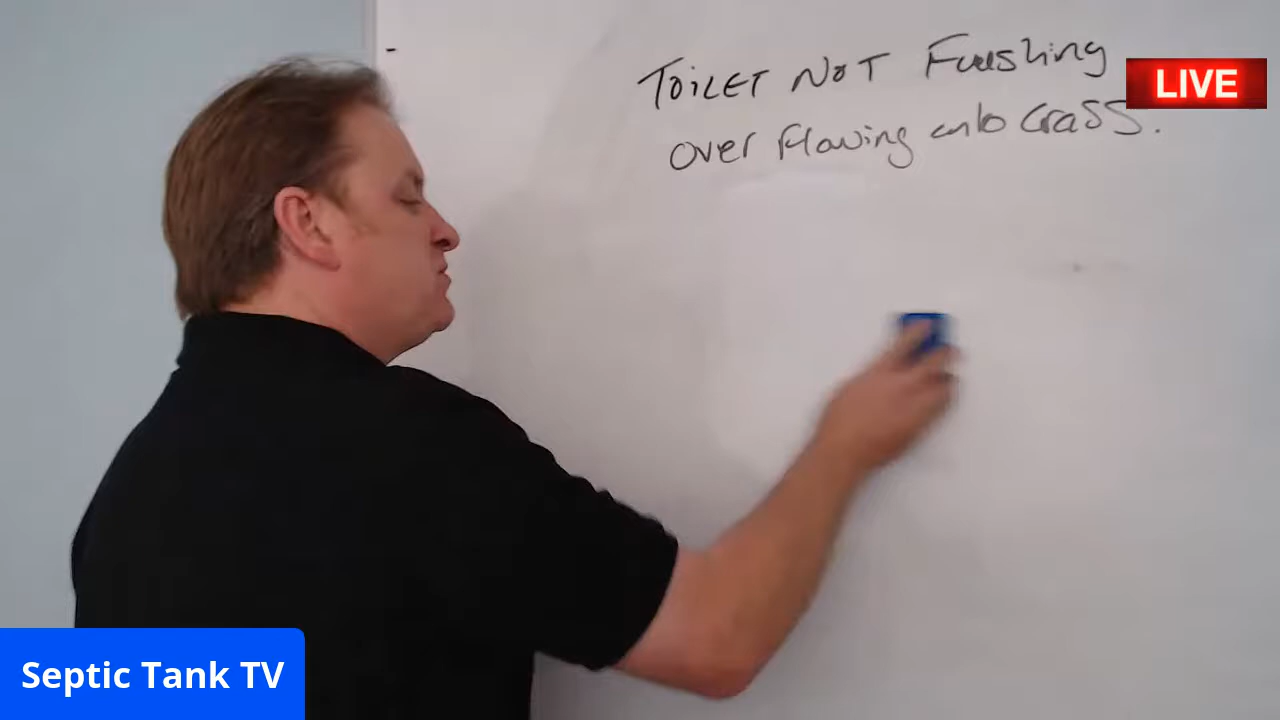 TOILET NOT Flushing
LIVE
over flowing onto Grass.
Septic Tank TV